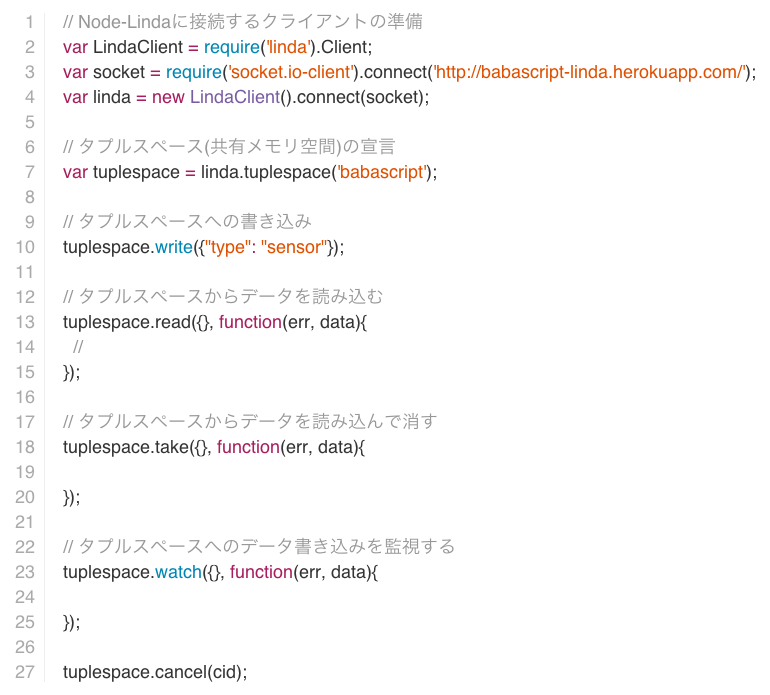 1 // Node-Lindaに接続するクライアントの準備
2 var LindaClient = require('linda').Client;
3 var socket = require('socket.io-client').connect('http://babascript-linda.herokuapp.com/');
4 var linda = new LindaClient().connect(socket);
5
6 // タプルスペース(共有メモリ空間)の宣言
7 var tuplespace = linda.tuplespace('babascript');
8
9 // タプルスペースへの書き込み
10 tuplespace.write({"type": "sensor"});
11
12 // タプルスペースからデータを読み込む
13 tuplespace.read({}, function(err, data){
14 //
15 });
16
17 // タプルスペースからデータを読み込んで消す
18 tuplespace.take({}, function(err, data){
19
20 });
21
22 // タプルスペースへのデータ書き込みを監視する
23 tuplespace.watch({}, function(err, data){
24
25 });
26
27 tuplespace.cancel(cid);